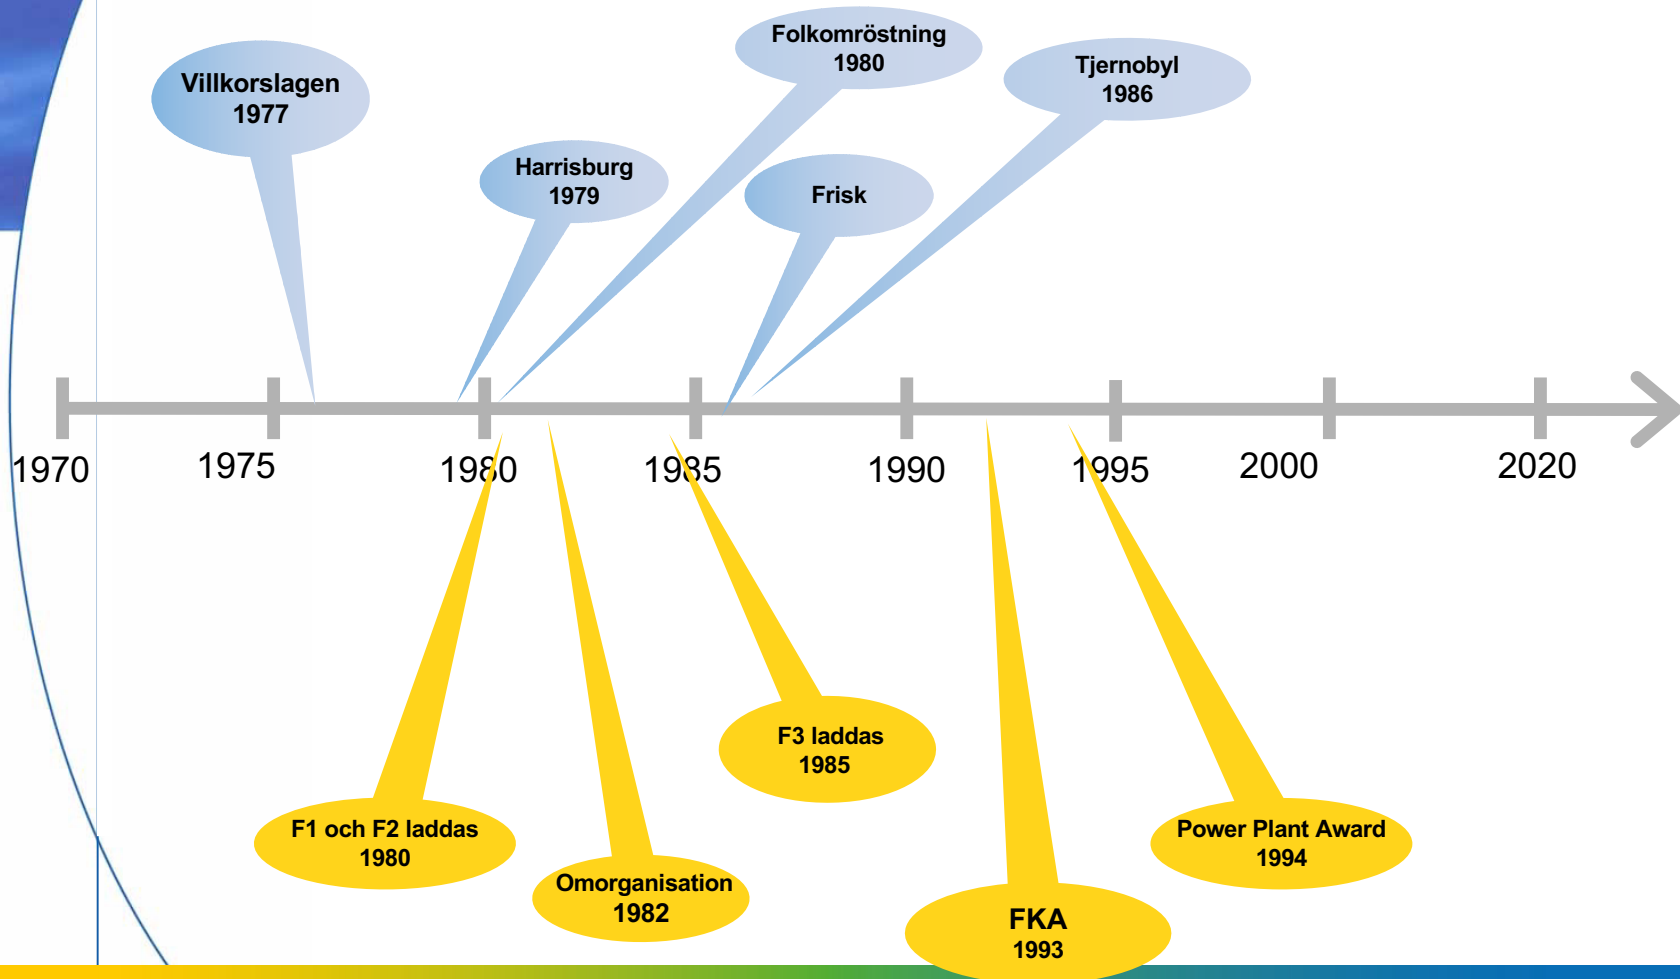 Folkomröstning
1980
Tjernobyl
1986
Villkorslagen
1977
Harrisburg
1979
Frisk
1970
1975
1980
1985
1990
1995
2000
2020
F3 laddas
1985
F1 och F2 laddas
1980
Power Plant Award
1994
Omorganisation
1982
FKA
1993